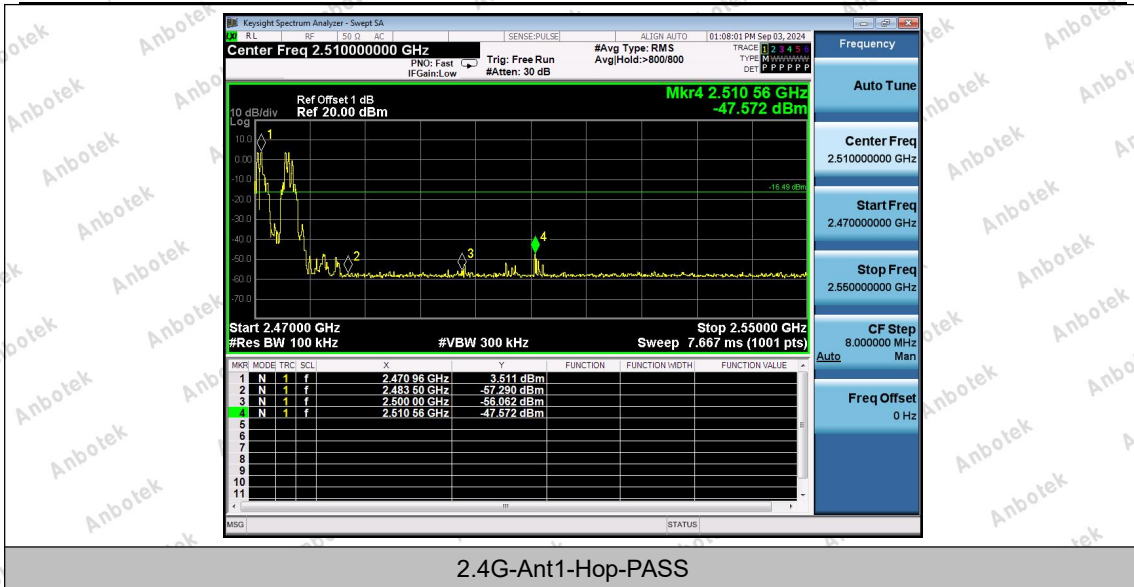 Keysight Spectrum Analyzer - Swept SA
RL RF 50 Ω AC SENSE:PULSE ALIGN AUTO 01:08:01 PM Sep 03, 2024
Center Freq 2.510000000 GHz
PNO: Fast
IFGain:Low
Trig: Free Run
#Atten: 30 dB
#Avg Type: RMS
Avg|Hold:>800/800
TRACE 1 2 3 4 5 6
TYPE M WWWWW
DET P P P P P P
Ref Offset 1 dB
Ref 20.00 dBm
10 dB/div
Log
Mkr4 2.510 56 GHz
-47.572 dBm
10.0
0.00
-10.0
-20.0
-30.0
-40.0
-50.0
-60.0
-70.0
1
2
3
4
-16.49 dBm
Start 2.47000 GHz Stop 2.55000 GHz
#Res BW 100 kHz #VBW 300 kHz Sweep 7.667 ms (1001 pts)
MKR MODE TRC SCL X Y FUNCTION FUNCTION WIDTH FUNCTION VALUE
1 N 1 f 2.470 96 GHz 3.511 dBm
2 N 1 f 2.483 50 GHz -57.290 dBm
3 N 1 f 2.500 00 GHz -56.062 dBm
4 N 1 f 2.510 56 GHz -47.572 dBm
5
6
7
8
9
10
11
MSG STATUS
Frequency
Auto Tune
Center Freq
2.510000000 GHz
Start Freq
2.470000000 GHz
Stop Freq
2.550000000 GHz
CF Step
8.000000 MHz
Auto Man
Freq Offset
0 Hz
2.4G-Ant1-Hop-PASS
Anbotek